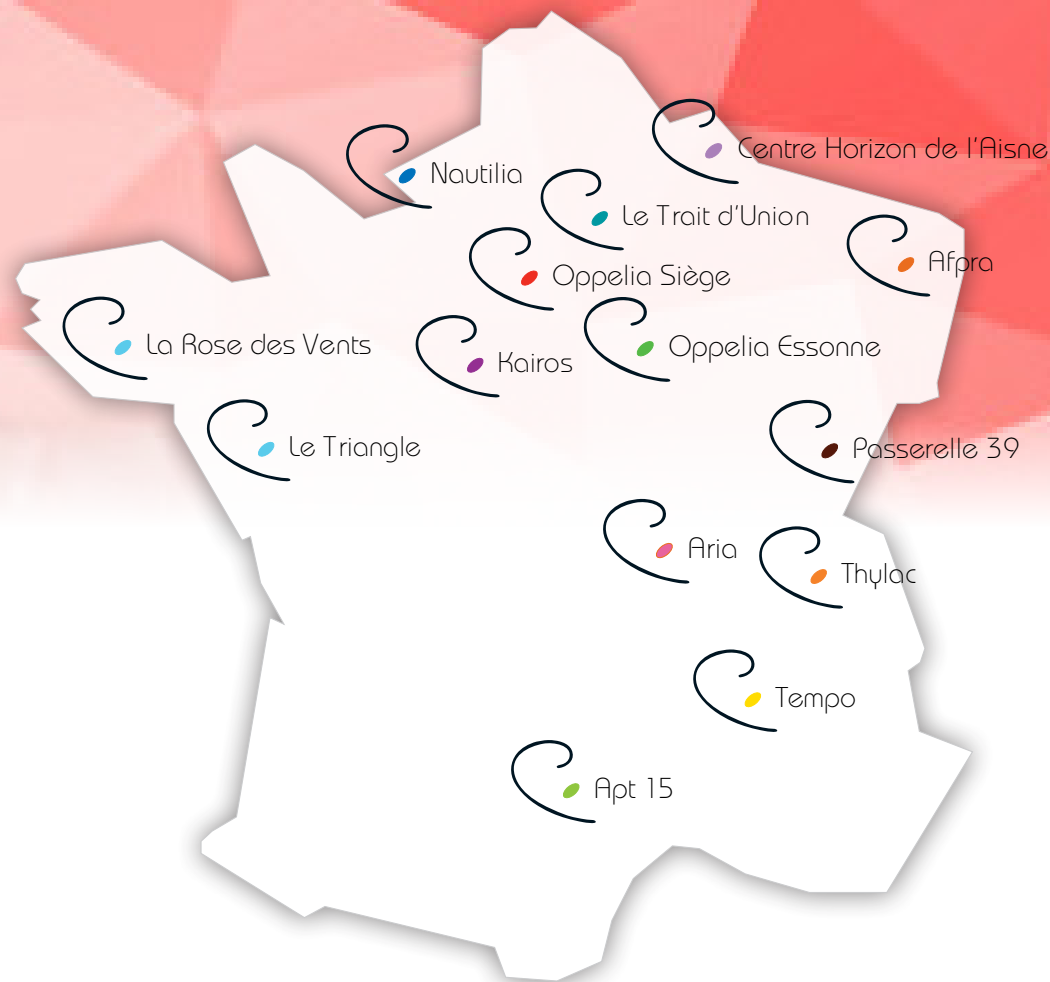 Centre Horizon de l'Aisne
Nautilia
Le Trait d'Union
Afpra
Oppelia Siège
La Rose des Vents
Oppelia Essonne
Kairos
Le Triangle
Passerelle 39
Aria
Thylac
Tempo
Apt 15